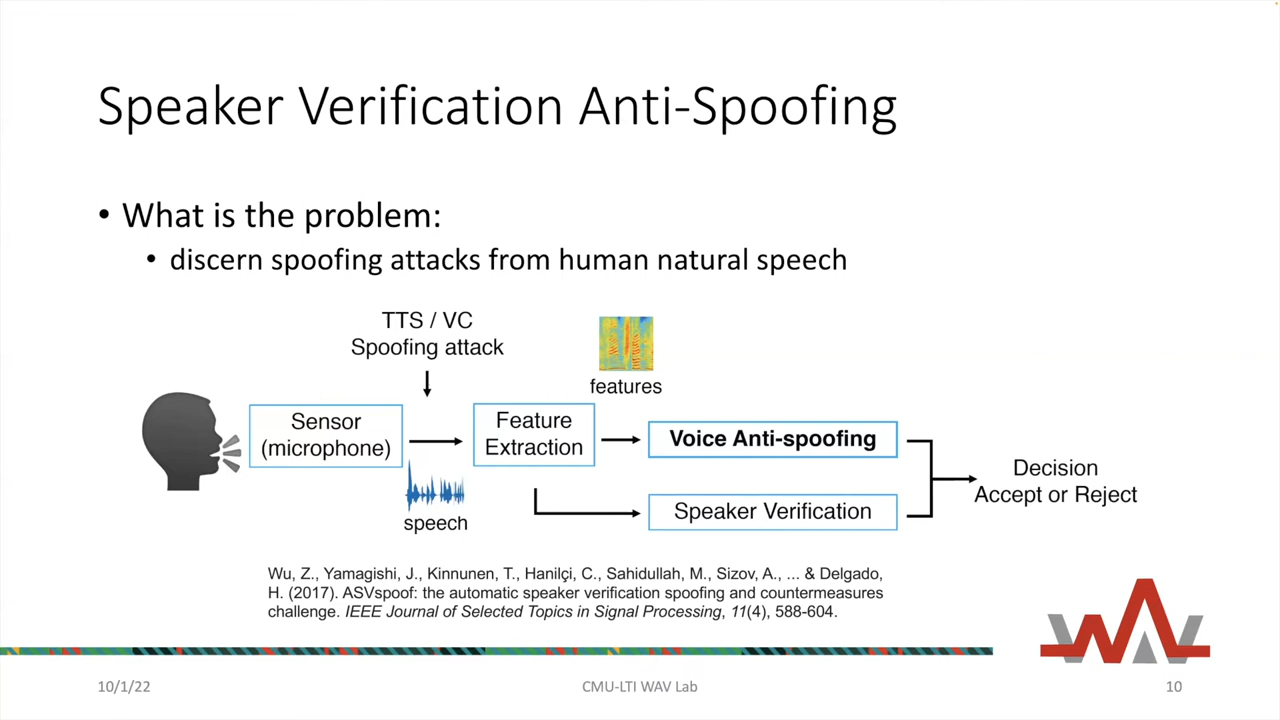 Speaker Verification Anti-Spoofing
• What is the problem:
• discern spoofing attacks from human natural speech
TTS / VC
Spoofing attack
features
Sensor
(microphone)
Feature
Extraction
Voice Anti-spoofing
Decision
Accept or Reject
speech
Speaker Verification
Wu, Z., Yamagishi, J., Kinnunen, T., Hanilçi, C., Sahidullah, M., Sizov, A., ... & Delgado,
H. (2017). ASVspoof: the automatic speaker verification spoofing and countermeasures
challenge. IEEE Journal of Selected Topics in Signal Processing, 11(4), 588-604.
WAV
10/1/22
CMU-LTI WAV Lab
10